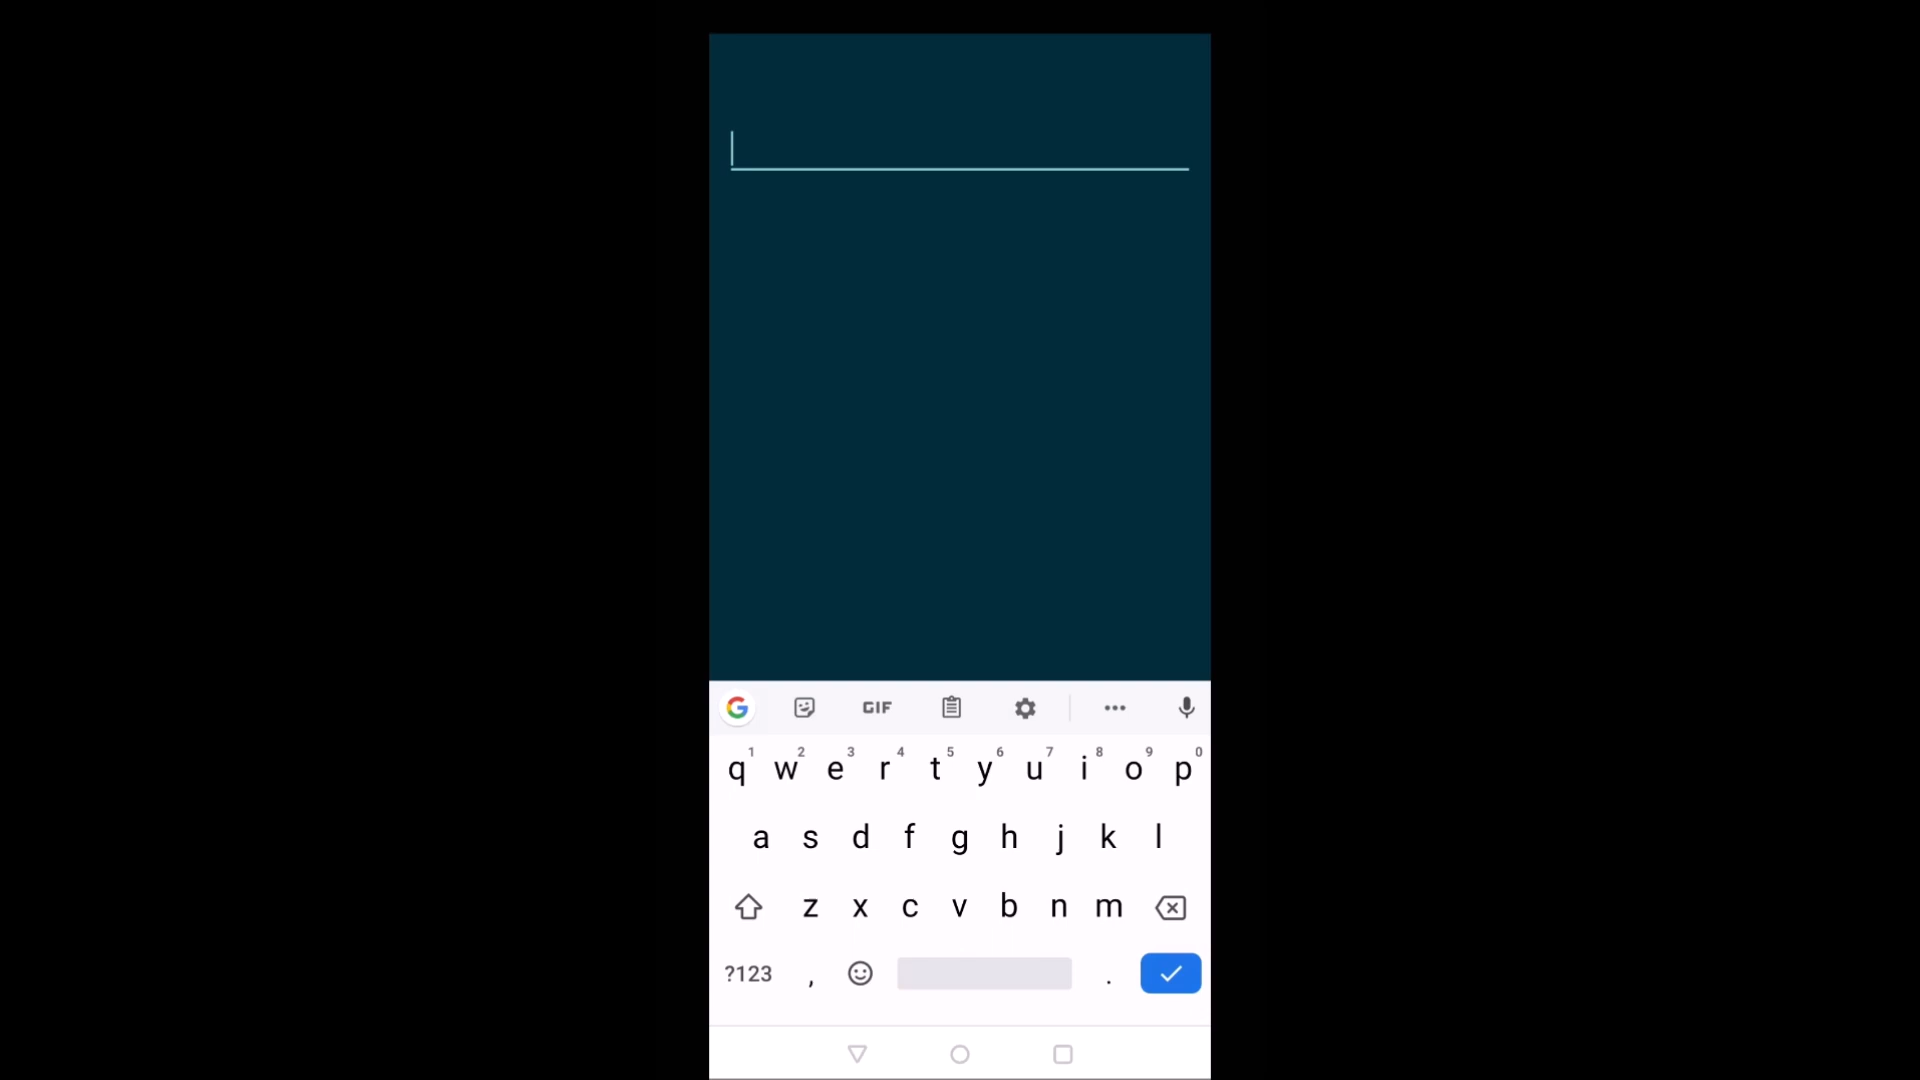 G GIF
1 2 3 4 5 6 7 8 9 0
q w e r t y u i o p
a s d f g h j k l
z x c v b n m
?123 , .